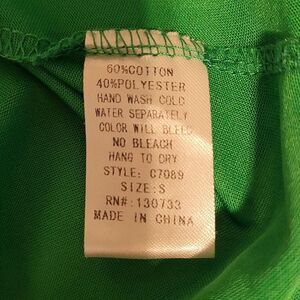 60%COTTON
40%POLYESTER
HAND WASH COLD
WATER SEPARATELY
COLOR WILL BLEED
NO BLEACH
HANG TO DRY
STYLE: C7089
SIZE:S
RN#:130733
MADE IN CHINA